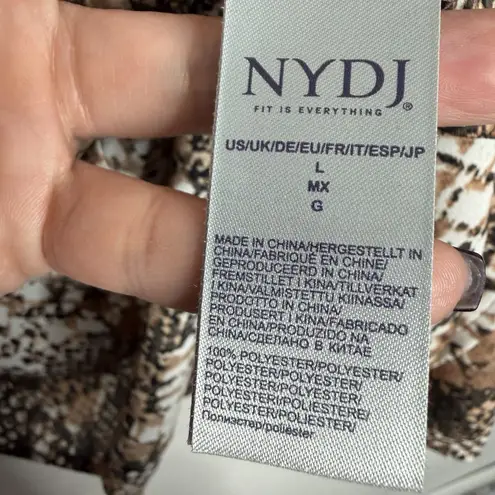 NYDJ®
FIT IS EVERYTHING
US/UK/DE/EU/FR/IT/ESP/JP
L
MX
G
MADE IN CHINA/HERGESTELLT IN
CHINA/FABRIQUÉ EN CHINE/
GEPRODUCEERD IN CHINA/
FREMSTILLET I KINA/TILLVERKAT
I KINA/VALMISTETTU KIINASSA/
PRODOTTO IN CHINA/
PRODUSERT I KINA/FABRICADO
EN CHINA/PRODUZIDO NA
CHINA/СДЕЛАНО В КИТАЕ
100% POLYESTER/POLYESTER/
POLYESTER/POLYESTER/
POLYESTER/POLYESTER/
POLYESTERI/POLIESTERE/
POLYESTER/POLIÉSTER/
Полиэстер/poliester